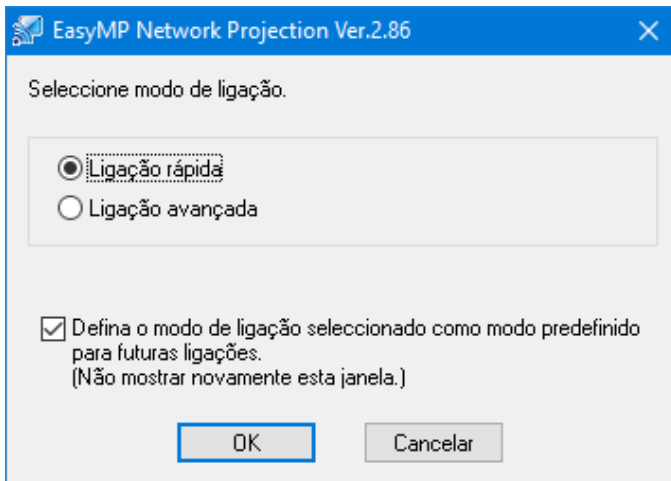 EasyMP Network Projection Ver.2.86
Seleccione modo de ligação.
Ligação rápida
Ligação avançada
Defina o modo de ligação seleccionado como modo predefinido
para futuras ligações.
(Não mostrar novamente esta janela.)
OK
Cancelar